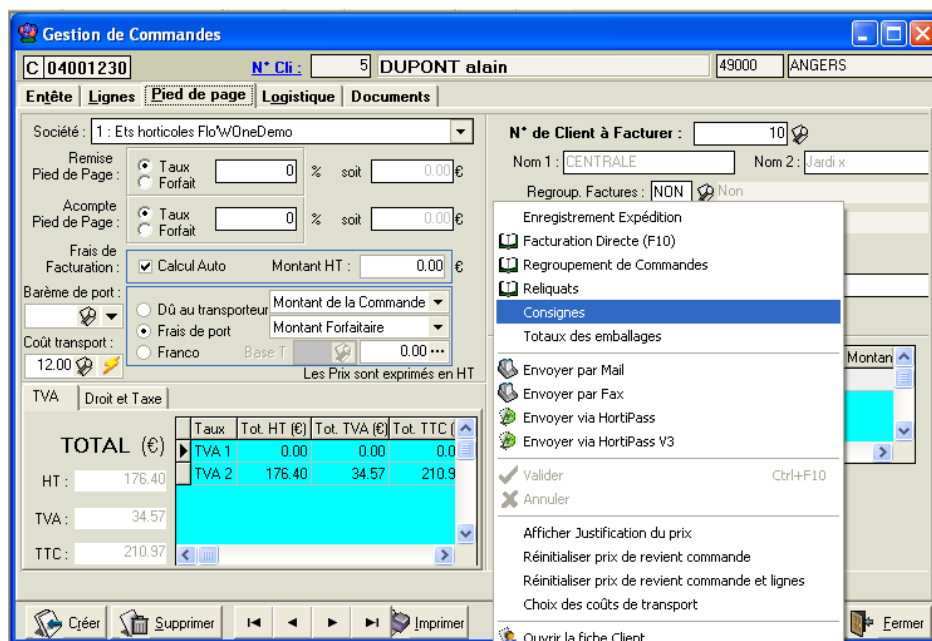 Gestion de Commandes
C 04001230 N° Cli : 5 DUPONT alain 49000 ANGERS
Entête Lignes Pied de page Logistique Documents
Société : 1 : Ets horticoles Flo'WOneDemo
Remise Pied de Page : Taux Forfait 0 % soit 0.00 €
Acompte Pied de Page : Taux Forfait 0 % soit 0.00 €
Frais de Facturation : Calcul Auto Montant HT : 0.00 €
Barème de port :
Dû au transporteur Montant de la Commande
Frais de port Montant Forfaitaire
Franco Base T 0.00 ...
Coût transport :
12.00
Les Prix sont exprimés en HT
N° de Client à Facturer : 10
Nom 1 : CENTRALE Nom 2 : Jardi x
Regroup. Factures : NON Non
Enregistrement Expédition
Facturation Directe (F10)
Regroupement de Commandes
Reliquats
Consignes
Totaux des emballages
Envoyer par Mail
Envoyer par Fax
Envoyer via HortiPass
Envoyer via HortiPass V3
Valider Ctrl+F10
Annuler
Afficher Justification du prix
Réinitialiser prix de revient commande
Réinitialiser prix de revient commande et lignes
Choix des coûts de transport
Ouvrir la fiche Client
Montan
TVA Droit et Taxe
TOTAL (€)
HT : 176.40
TVA : 34.57
TTC : 210.97
Taux Tot. HT (€) Tot. TVA (€) Tot. TTC (
TVA 1 0.00 0.00 0.0
TVA 2 176.40 34.57 210.9
Créer Supprimer Imprimer Fermer